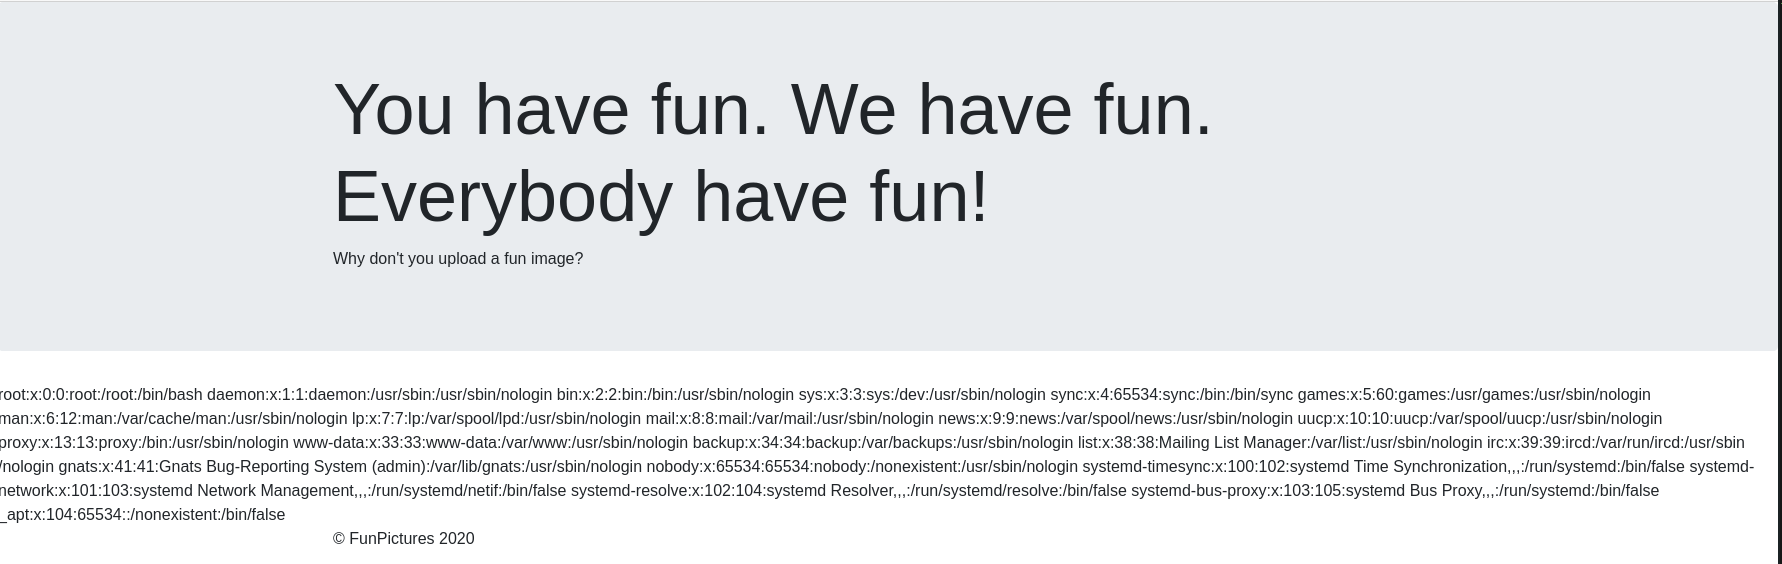 You have fun. We have fun.
Everybody have fun!
Why don't you upload a fun image?
root:x:0:0:root:/root:/bin/bash daemon:x:1:1:daemon:/usr/sbin:/usr/sbin/nologin bin:x:2:2:bin:/bin:/usr/sbin/nologin sys:x:3:3:sys:/dev:/usr/sbin/nologin sync:x:4:65534:sync:/bin:/bin/sync games:x:5:60:games:/usr/games:/usr/sbin/nologin
man:x:6:12:man:/var/cache/man:/usr/sbin/nologin lp:x:7:7:lp:/var/spool/lpd:/usr/sbin/nologin mail:x:8:8:mail:/var/mail:/usr/sbin/nologin news:x:9:9:news:/var/spool/news:/usr/sbin/nologin uucp:x:10:10:uucp:/var/spool/uucp:/usr/sbin/nologin
proxy:x:13:13:proxy:/bin:/usr/sbin/nologin www-data:x:33:33:www-data:/var/www:/usr/sbin/nologin backup:x:34:34:backup:/var/backups:/usr/sbin/nologin list:x:38:38:Mailing List Manager:/var/list:/usr/sbin/nologin irc:x:39:39:ircd:/var/run/ircd:/usr/sbin
/nologin gnats:x:41:41:Gnats Bug-Reporting System (admin):/var/lib/gnats:/usr/sbin/nologin nobody:x:65534:65534:nobody:/nonexistent:/usr/sbin/nologin systemd-timesync:x:100:102:systemd Time Synchronization,,,:/run/systemd:/bin/false systemd-
network:x:101:103:systemd Network Management,,,:/run/systemd/netif:/bin/false systemd-resolve:x:102:104:systemd Resolver,,,:/run/systemd/resolve:/bin/false systemd-bus-proxy:x:103:105:systemd Bus Proxy,,,:/run/systemd:/bin/false
_apt:x:104:65534::/nonexistent:/bin/false
© FunPictures 2020